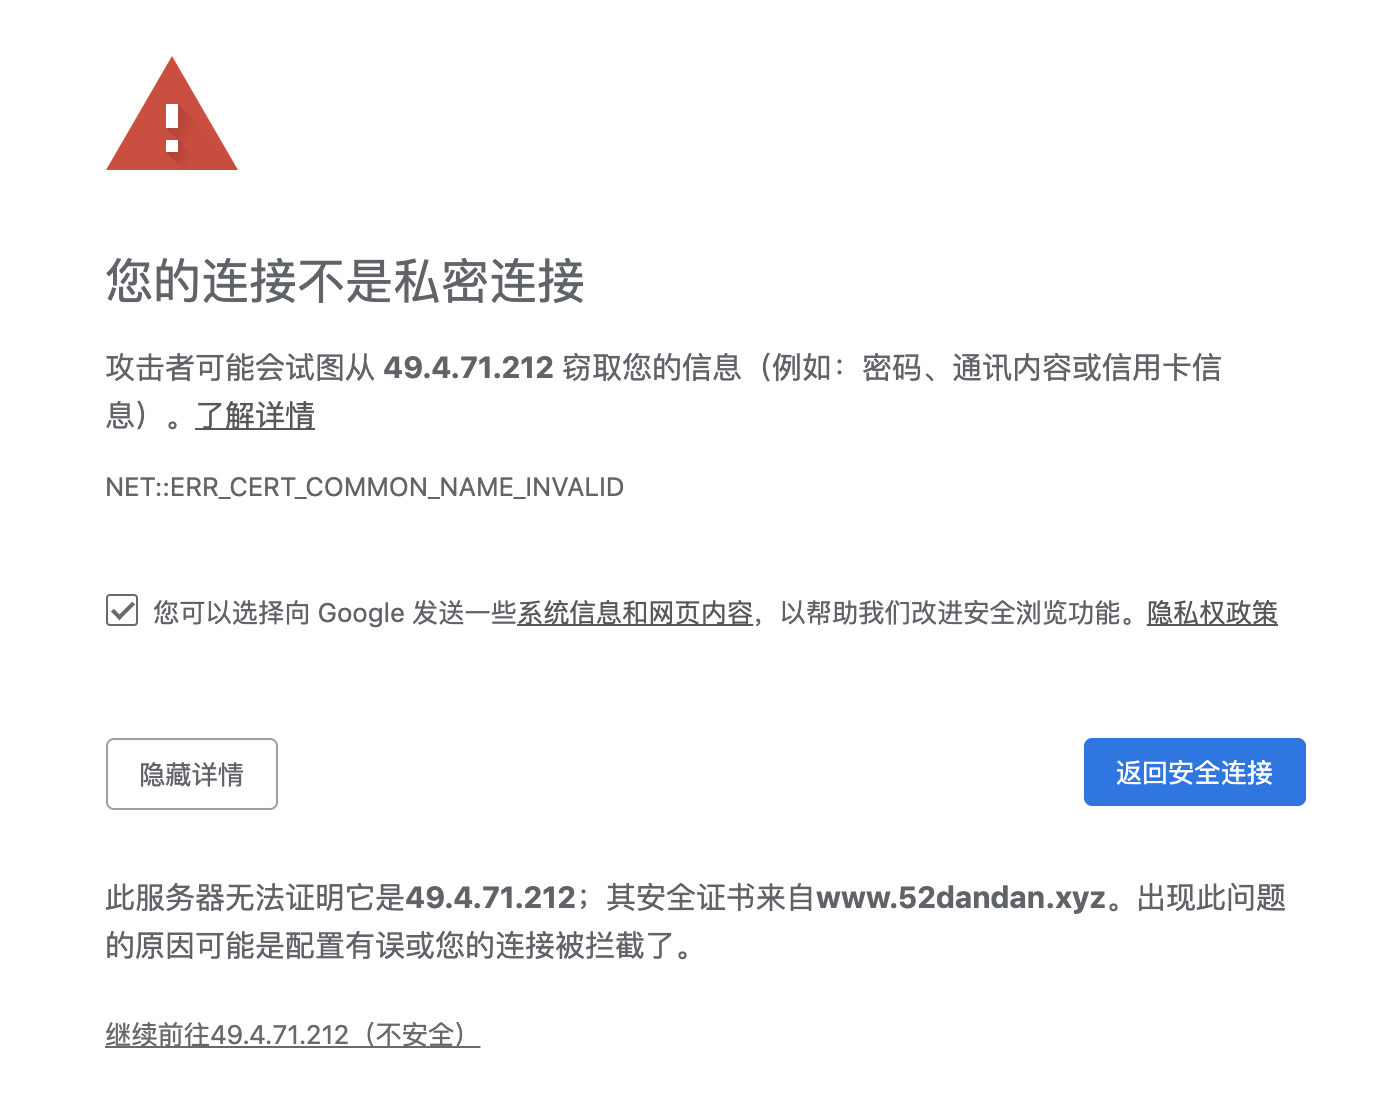 您的连接不是私密连接
攻击者可能会试图从 49.4.71.212 窃取您的信息（例如：密码、通讯内容或信用卡信
息）。了解详情
NET::ERR_CERT_COMMON_NAME_INVALID
您可以选择向 Google 发送一些系统信息和网页内容，以帮助我们改进安全浏览功能。隐私权政策
隐藏详情
返回安全连接
此服务器无法证明它是49.4.71.212；其安全证书来自www.52dandan.xyz。出现此问题
的原因可能是配置有误或您的连接被拦截了。
继续前往49.4.71.212（不安全）